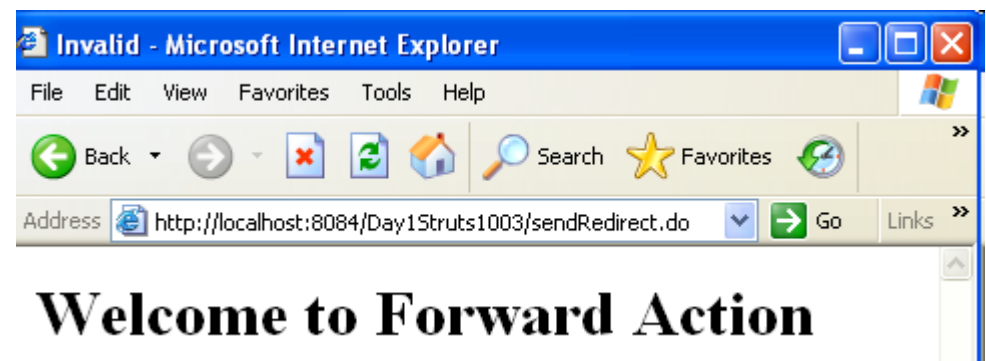 Invalid - Microsoft Internet Explorer
File Edit View Favorites Tools Help
Back Search Favorites »
Address http://localhost:8084/Day1Struts1003/sendRedirect.do Go Links »
Welcome to Forward Action